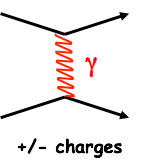 γ
+/- charges